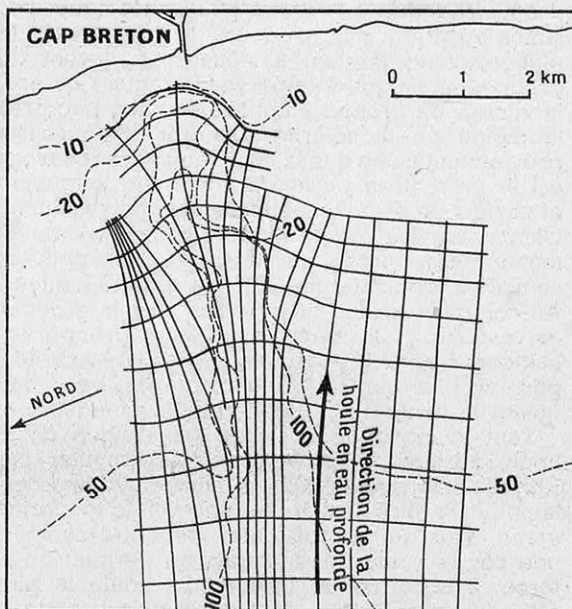 CAP BRETON
0 1 2 km
-10
-10
-20
-20
NORD
100
Direction de la
houle en eau profonde
50
50
100